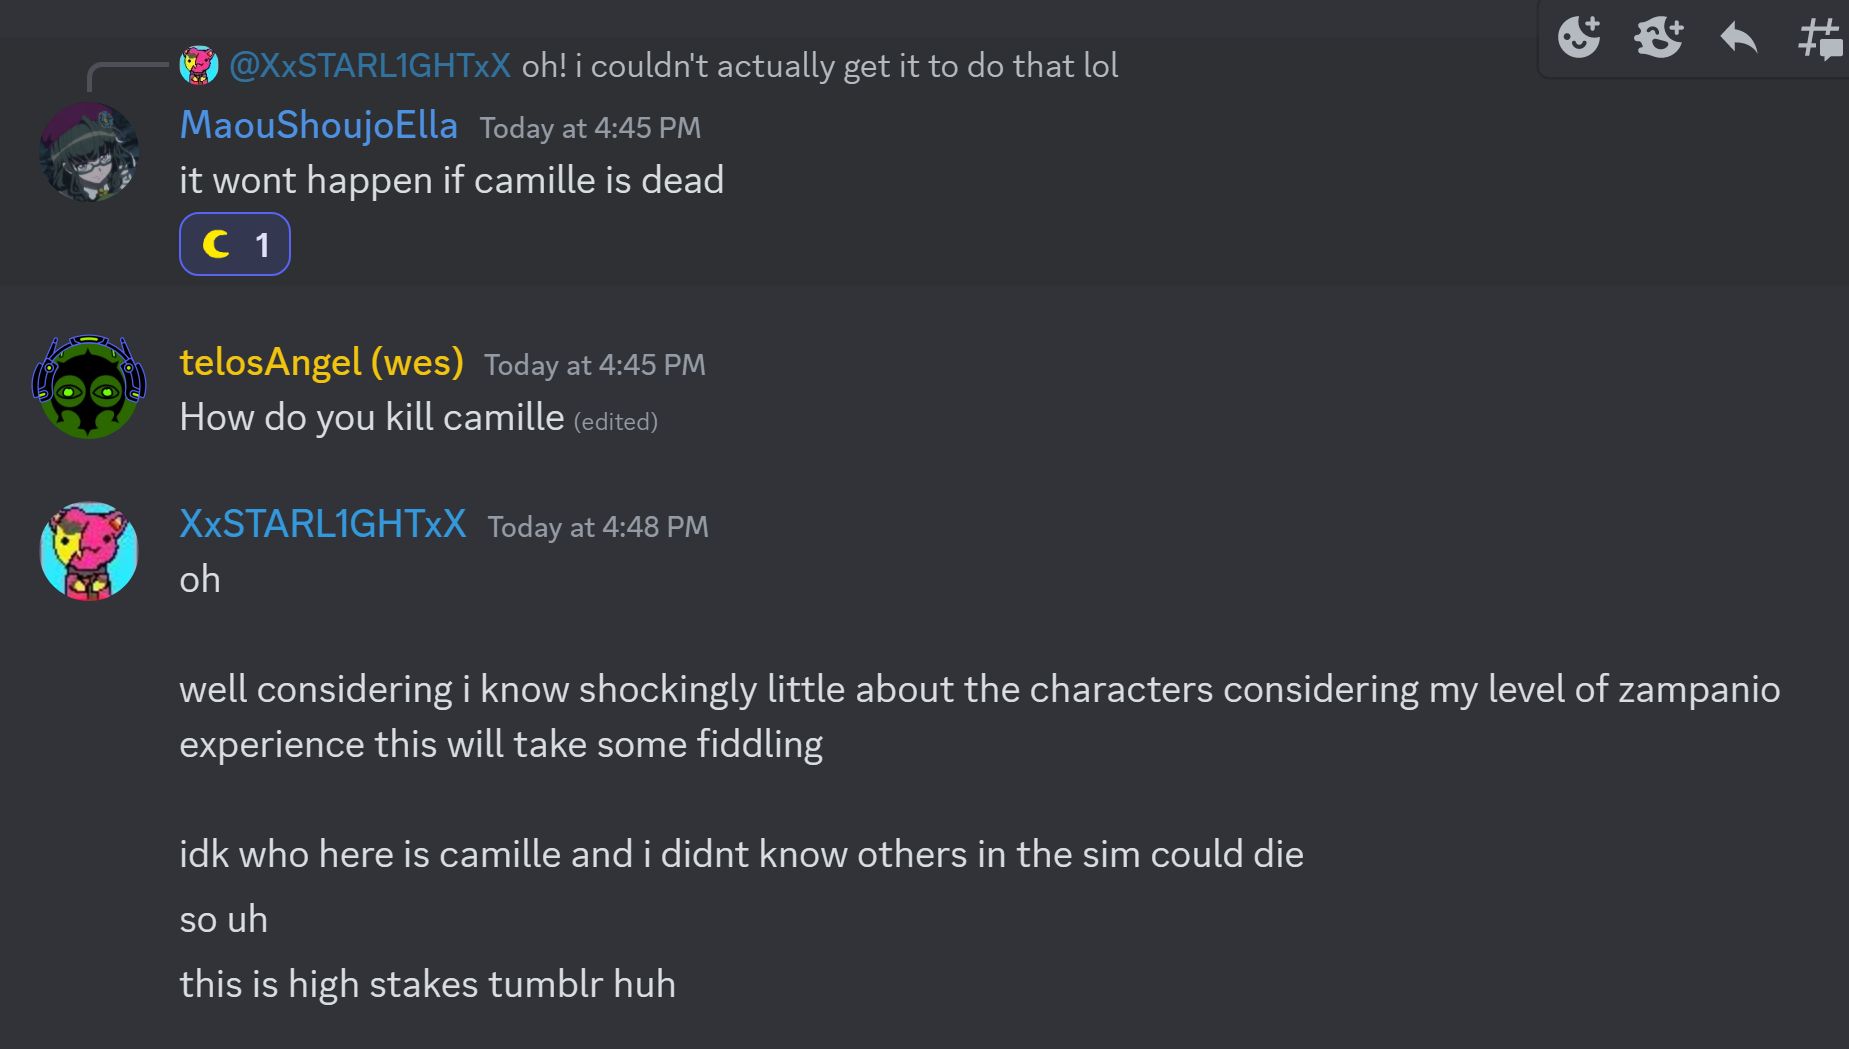 @XxSTARL1GHTxX oh! i couldn't actually get it to do that lol
MaouShoujoElla Today at 4:45 PM
it wont happen if camille is dead
1
telosAngel (wes) Today at 4:45 PM
How do you kill camille (edited)
XxSTARL1GHTxX Today at 4:48 PM
oh
well considering i know shockingly little about the characters considering my level of zampanio
experience this will take some fiddling
idk who here is camille and i didnt know others in the sim could die
so uh
this is high stakes tumblr huh